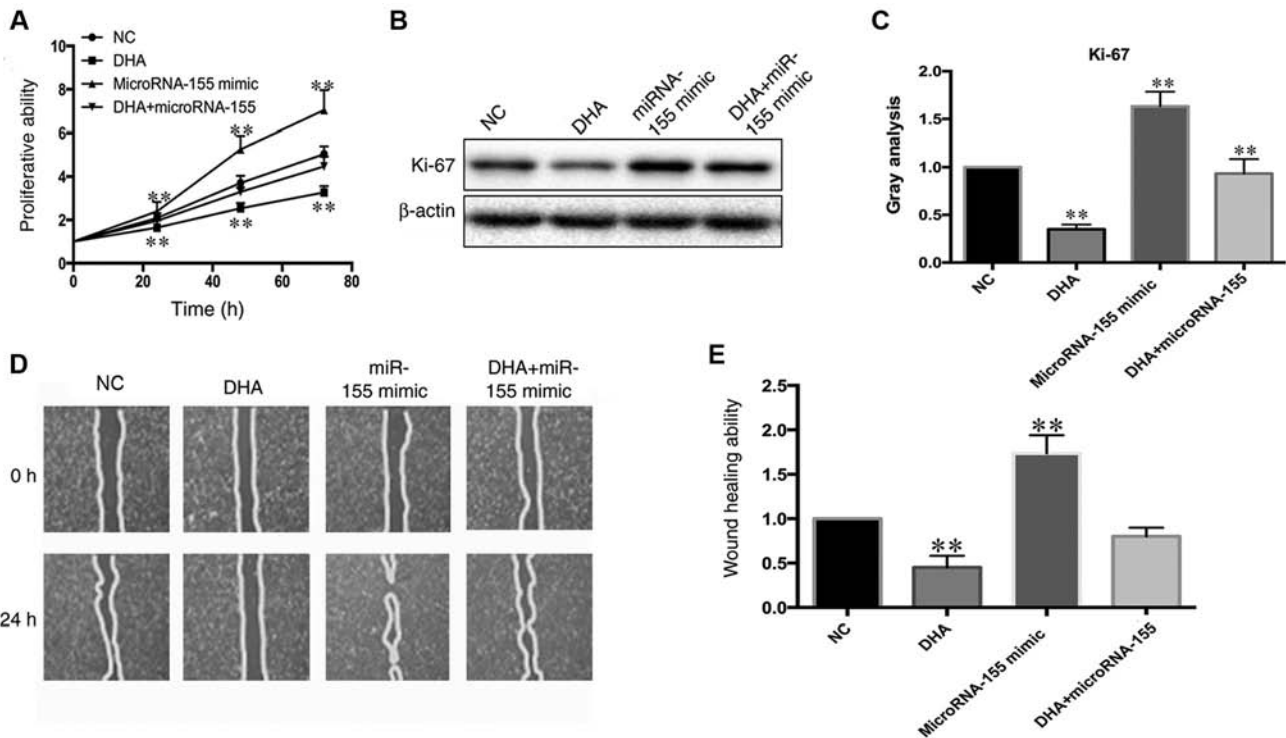 A
NC
DHA
MicroRNA-155 mimic
DHA+microRNA-155
Proliferative ability
10
8
6
4
2
0
**
**
**
**
**
**
0
20
40
60
80
Time (h)
B
NC
DHA
miRNA-
155 mimic
DHA+miR-
155 mimic
Ki-67
β-actin
C
Ki-67
Gray analysis
2.0
1.5
1.0
0.5
0.0
**
**
**
NC
DHA
MicroRNA-155 mimic
DHA+microRNA-155
D
NC
DHA
miR-
155 mimic
DHA+miR-
155 mimic
0 h
24 h
E
Wound healing ability
2.5
2.0
1.5
1.0
0.5
0.0
**
**
NC
DHA
MicroRNA-155 mimic
DHA+microRNA-155